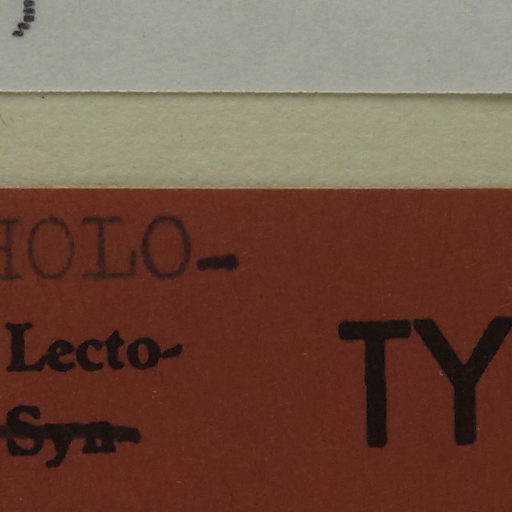 HOLO-
Lecto-
Syn-
TY